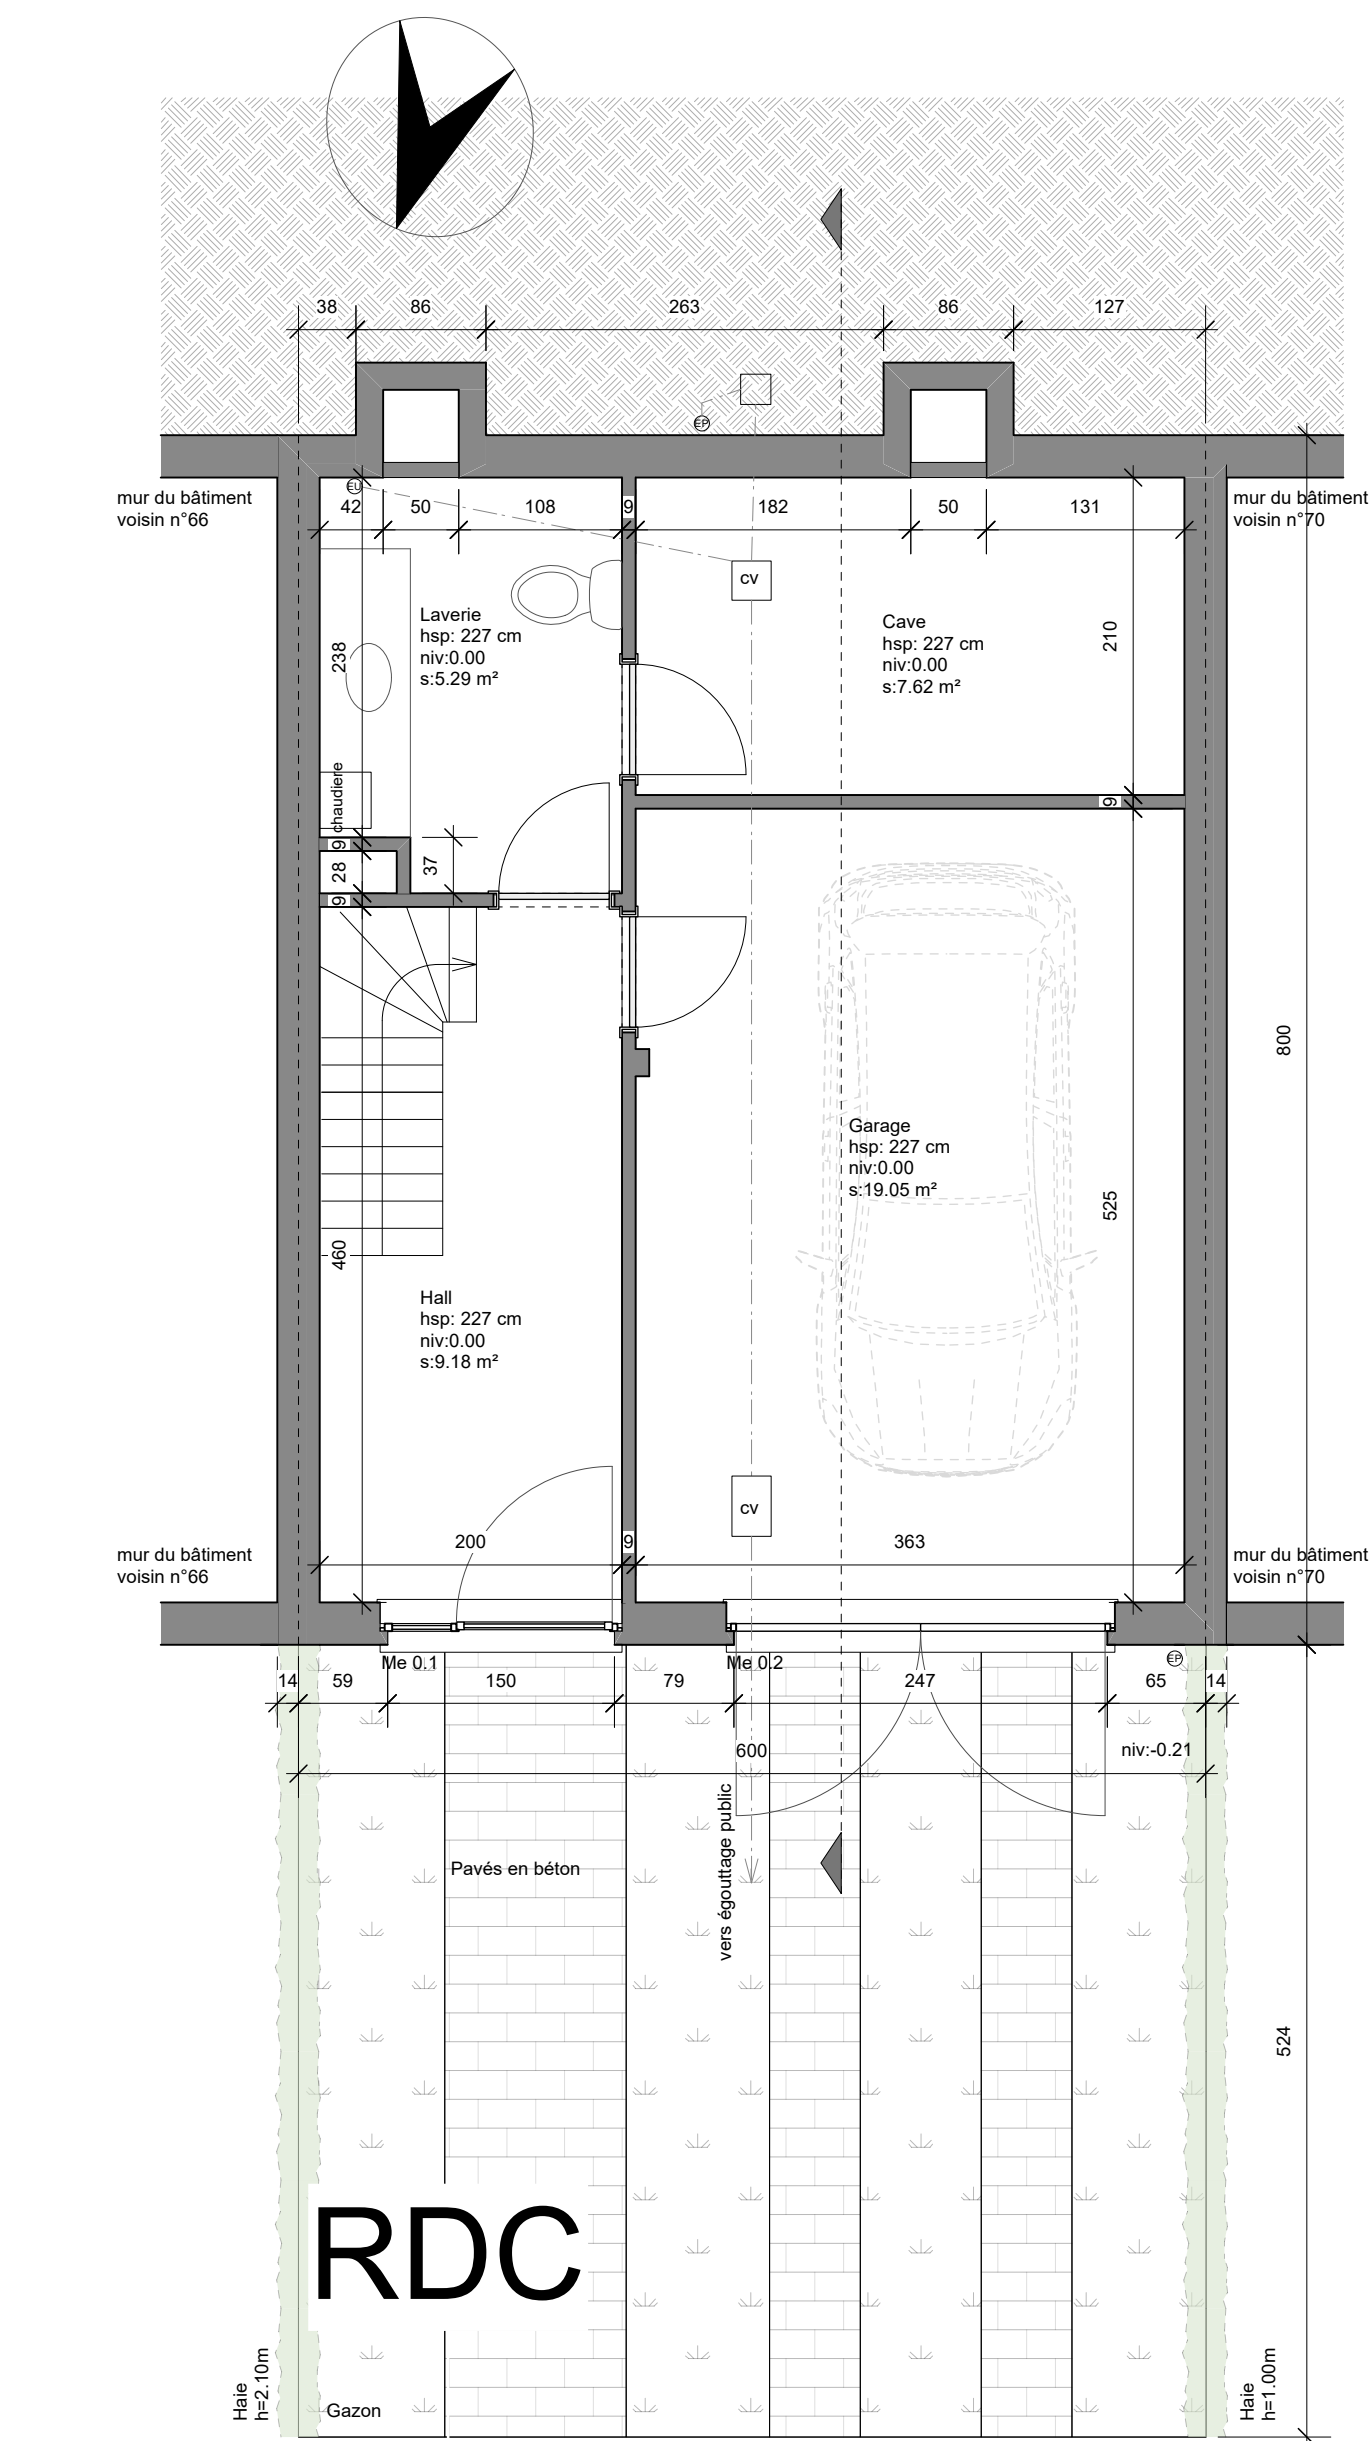 38
86
263
86
127
EP
mur du bâtiment
voisin n°66
EU
42
50
108
9
182
50
131
mur du bâtiment
voisin n°70
cv
Laverie
hsp: 227 cm
niv:0.00
s:5.29 m²
238
Cave
hsp: 227 cm
niv:0.00
s:7.62 m²
210
chaudiere
9
9
28
37
9
800
Garage
hsp: 227 cm
niv:0.00
s:19.05 m²
525
460
Hall
hsp: 227 cm
niv:0.00
s:9.18 m²
cv
200
9
363
mur du bâtiment
voisin n°66
mur du bâtiment
voisin n°70
Me 0.1
Me 0.2
EP
14
59
150
79
247
65
14
600
niv:-0.21
vers égouttage public
Pavés en béton
524
RDC
Haie
h=2.10m
Gazon
Haie
h=1.00m